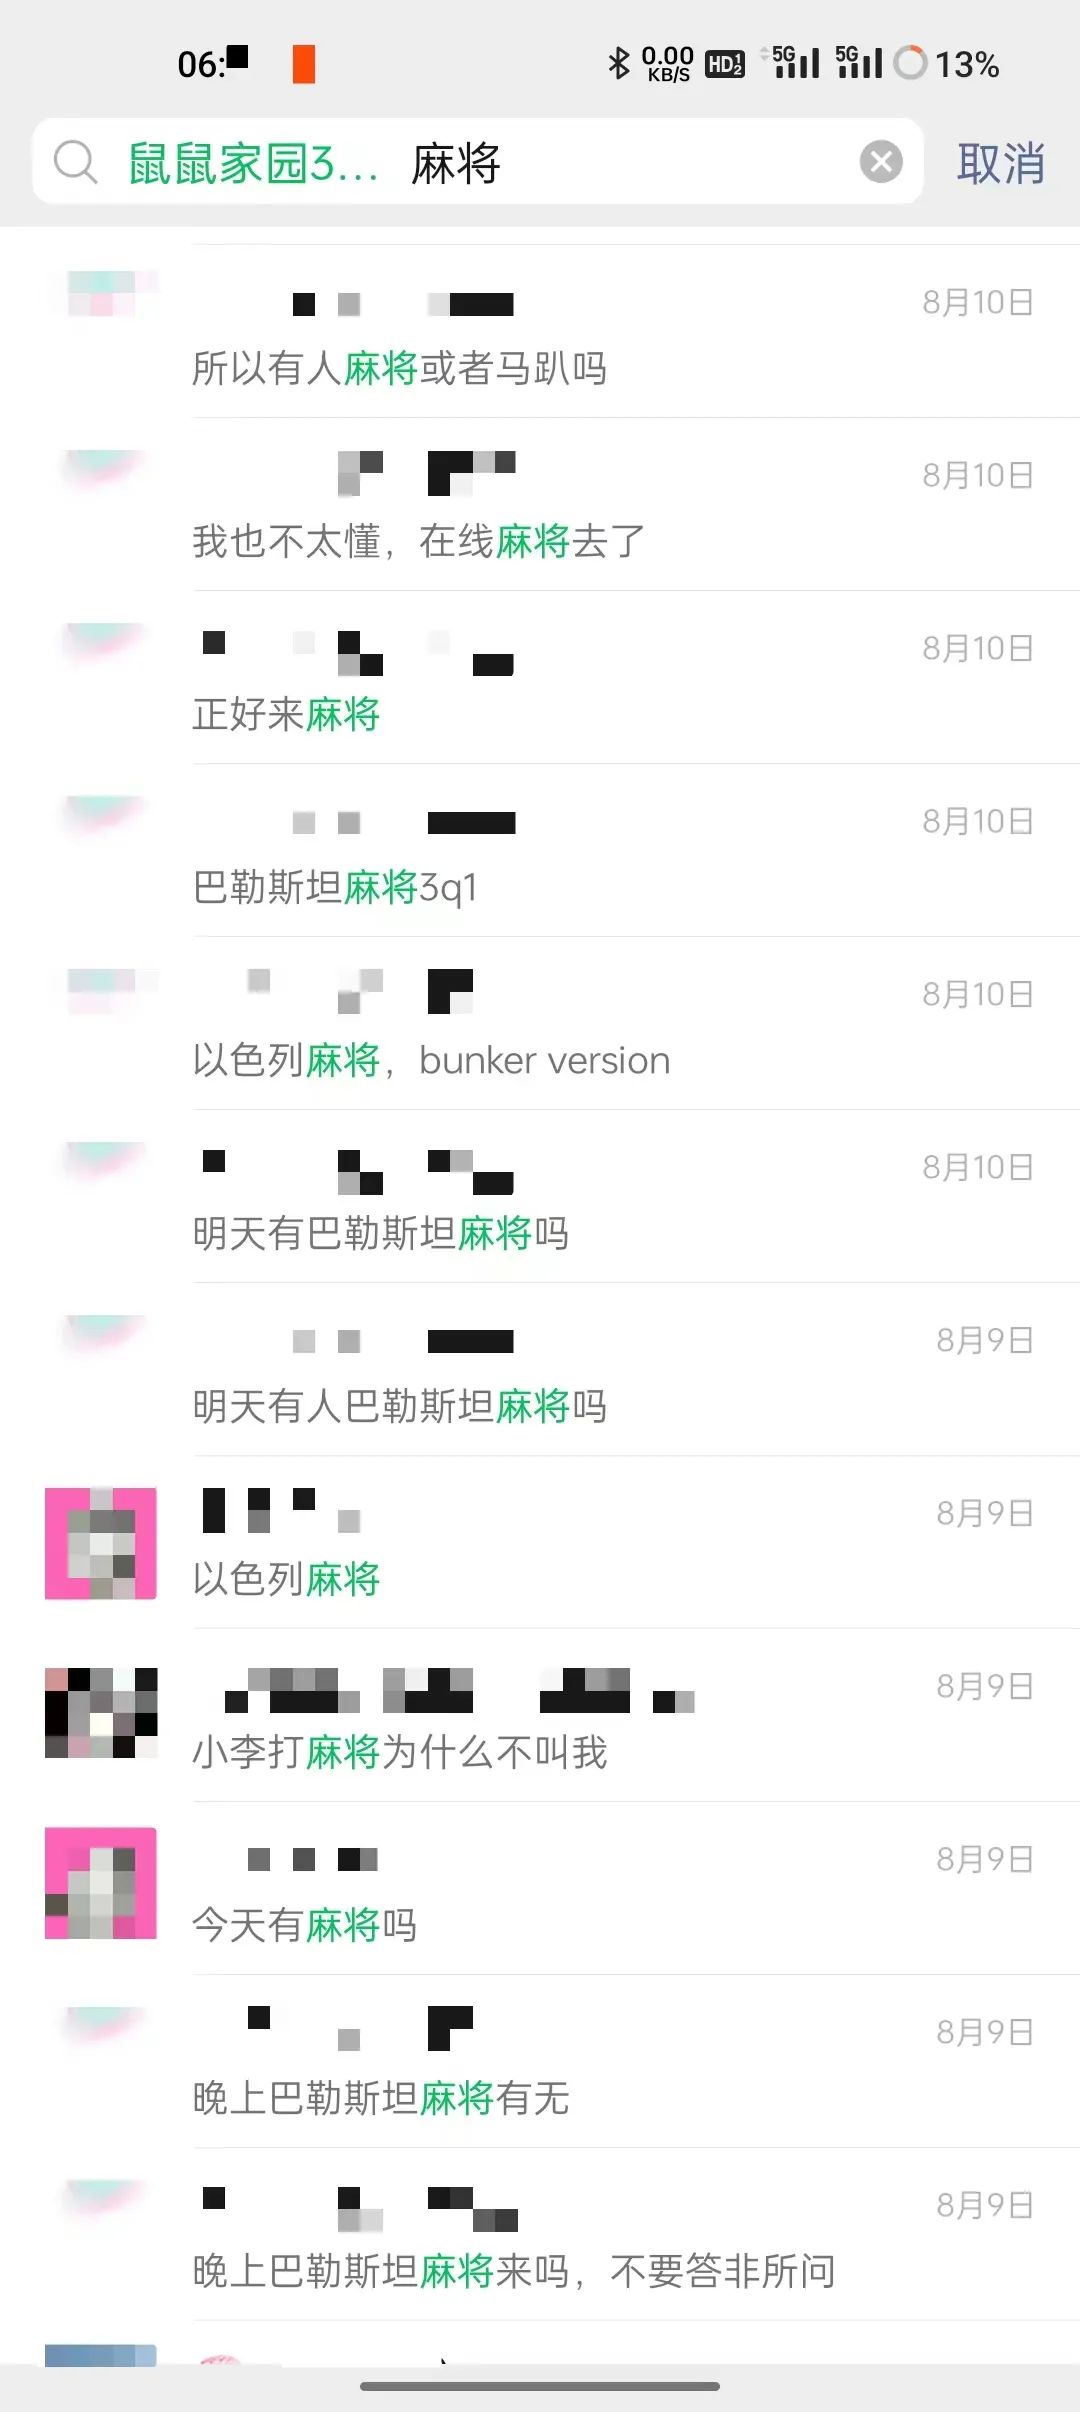 06:
0.00 KB/S HD 1 2 5G 5G 13%
鼠鼠家园3... 麻将 取消
8月10日
所以有人麻将或者马趴吗
8月10日
我也不太懂，在线麻将去了
8月10日
正好来麻将
8月10日
巴勒斯坦麻将3q1
8月10日
以色列麻将，bunker version
8月10日
明天有巴勒斯坦麻将吗
8月9日
明天有人巴勒斯坦麻将吗
8月9日
以色列麻将
8月9日
小李打麻将为什么不叫我
8月9日
今天有麻将吗
8月9日
晚上巴勒斯坦麻将有无
8月9日
晚上巴勒斯坦麻将来吗，不要答非所问